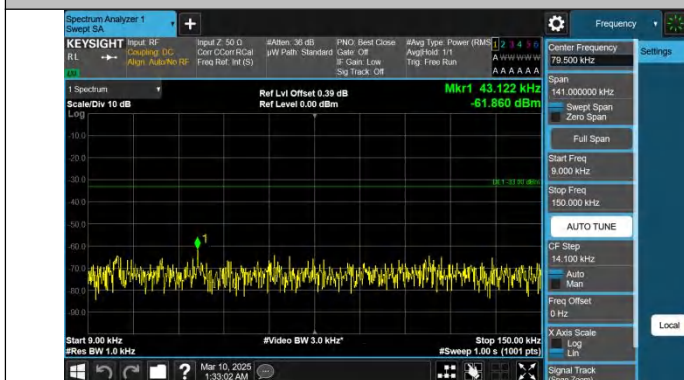 Spectrum Analyzer 1
Swept SA
Frequency
KEYSIGHT
RL
Input: RF
Coupling: DC
Align: Auto/No RF
Input Z: 50 Ω
Corr CCorr RCal
Freq Ref: Int (S)
#Atten: 36 dB
µW Path: Standard
PNO: Best Close
Gate: Off
IF Gain: Low
Sig Track: Off
#Avg Type: Power (RMS)
Avg|Hold: 1/1
Trig: Free Run
1 2 3 4 5 6
A W W W W W
A A A A A A
1 Spectrum
Scale/Div 10 dB
Log
Ref Lvl Offset 0.39 dB
Ref Level 0.00 dBm
Mkr1 43.122 kHz
-61.860 dBm
-10.0
-20.0
-30.0
-40.0
-50.0
-60.0
-70.0
-80.0
-90.0
1
Start 9.00 kHz
#Res BW 1.0 kHz
#Video BW 3.0 kHz*
Stop 150.00 kHz
#Sweep 1.00 s (1001 pts)
Mar 10, 2025
1:33:02 AM
?
Center Frequency
79.500 kHz
Span
141.000000 kHz
Swept Span
Zero Span
Full Span
Start Freq
9.000 kHz
Stop Freq
150.000 kHz
AUTO TUNE
CF Step
14.100 kHz
Auto
Man
Freq Offset
0 Hz
X Axis Scale
Log
Lin
Signal Track
(Span Zoom)
Settings
Local